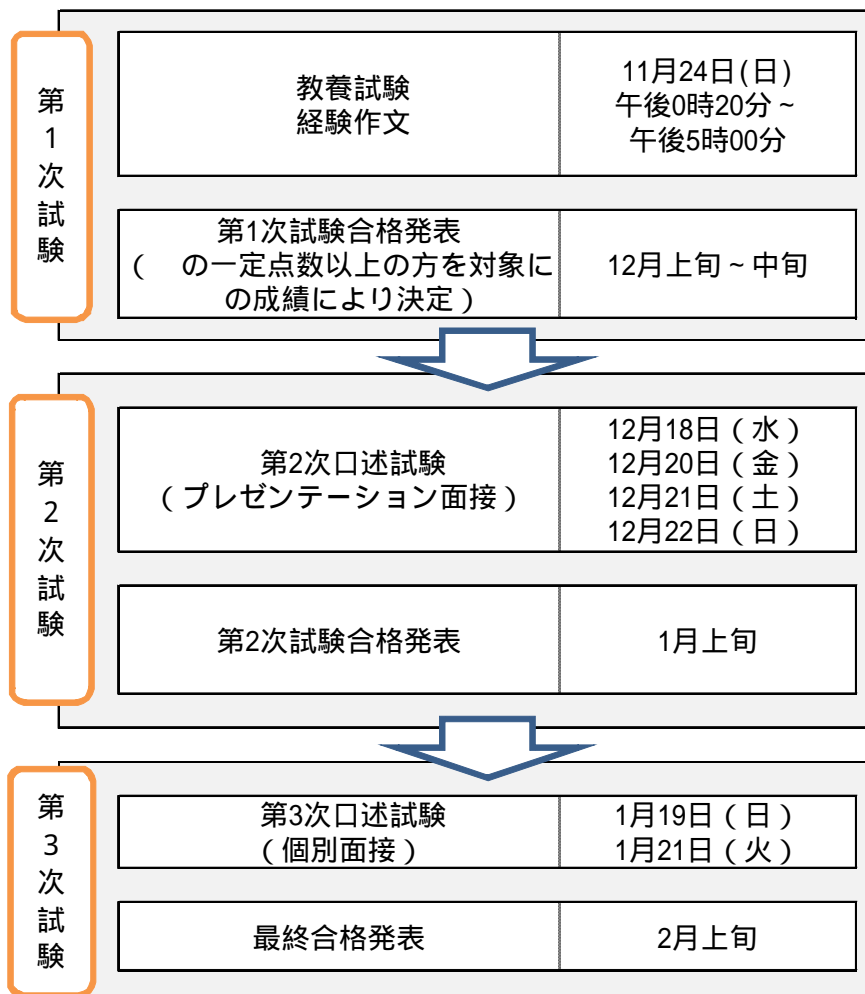 第1次試験
教養試験
経験作文
11月24日(日)
午後0時20分~
午後5時00分
第1次試験合格発表
(　の一定点数以上の方を対象に
の成績により決定)
12月上旬~中旬
第2次試験
第2次口述試験
(プレゼンテーション面接)
12月18日(水)
12月20日(金)
12月21日(土)
12月22日(日)
第2次試験合格発表
1月上旬
第3次試験
第3次口述試験
(個別面接)
1月19日(日)
1月21日(火)
最終合格発表
2月上旬